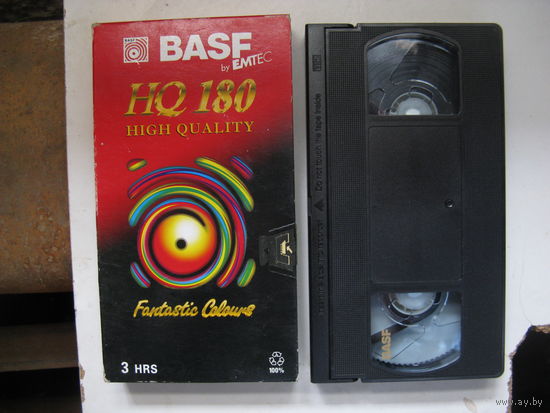 BASF
BASF
by EMTEC
HQ 180
HIGH QUALITY
Fantastic Colours
3 HRS
100%
Do not touch the tape inside
BASF
www.ay.by